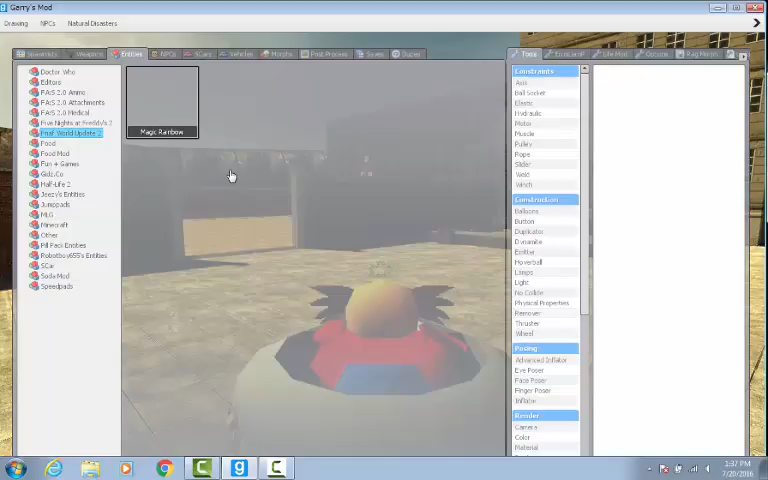 Garry's Mod
Drawing NPCs Natural Disasters
Spawnlists Weapons Entities NPCs SCars Vehicles Morphs Post Process Saves Dupes
Tools Options
Doctor Who
Editors
FA:S 2.0 Ammo
FA:S 2.0 Attachments
FA:S 2.0 Medical
Five Nights at Freddy's 2
Fnaf World Update 2
Food
Food Mod
Fun + Games
Gidz.Co
Half-Life 2
Jeezy's Entities
Jumppads
MLG
Minecraft
Other
Pill Pack Entities
Robotboy655's Entities
SCar
Soda Mod
Speedpads
Magic Rainbow
Constraints
Axis
Ball Socket
Elastic
Hydraulic
Motor
Muscle
Pulley
Rope
Slider
Weld
Winch
Construction
Balloons
Button
Duplicator
Dynamite
Emitter
Hoverball
Lamps
Light
No Collide
Physical Properties
Remover
Thruster
Wheel
Posing
Advanced Inflator
Eye Poser
Face Poser
Finger Poser
Inflator
Render
Camera
Color
Material
1:37 PM
7/20/2016